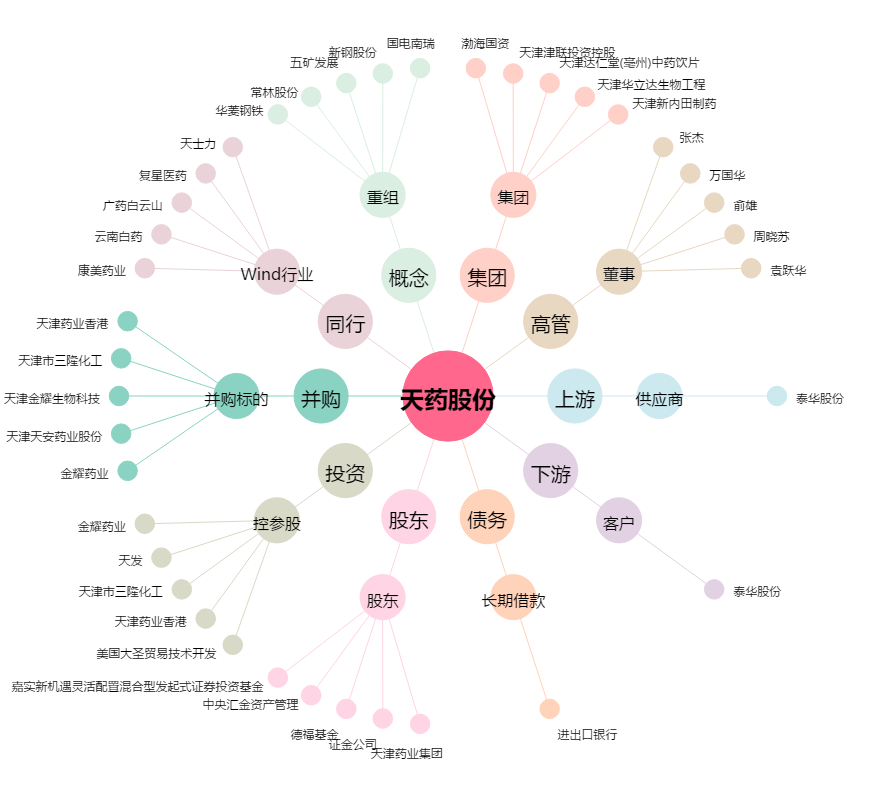 国电南瑞
渤海国资
新钢股份
天津津联投资控股
五矿发展
天津达仁堂(亳州)中药饮片
常林股份
天津华立达生物工程
华菱钢铁
天津新内田制药
天士力
张杰
复星医药
重组
集团
万国华
广药白云山
俞雄
云南白药
周晓苏
康美药业
Wind行业
概念
集团
董事
袁跃华
天津药业香港
同行
高管
天津市三隆化工
天津金耀生物科技
并购标的
并购
天药股份
上游
供应商
泰华股份
天津天安药业股份
金耀药业
投资
下游
金耀药业
控参股
股东
债务
客户
天发
天津市三隆化工
股东
长期借款
泰华股份
天津药业香港
美国大圣贸易技术开发
嘉实新机遇灵活配置混合型发起式证券投资基金
中央汇金资产管理
德福基金
进出口银行
证金公司
天津药业集团